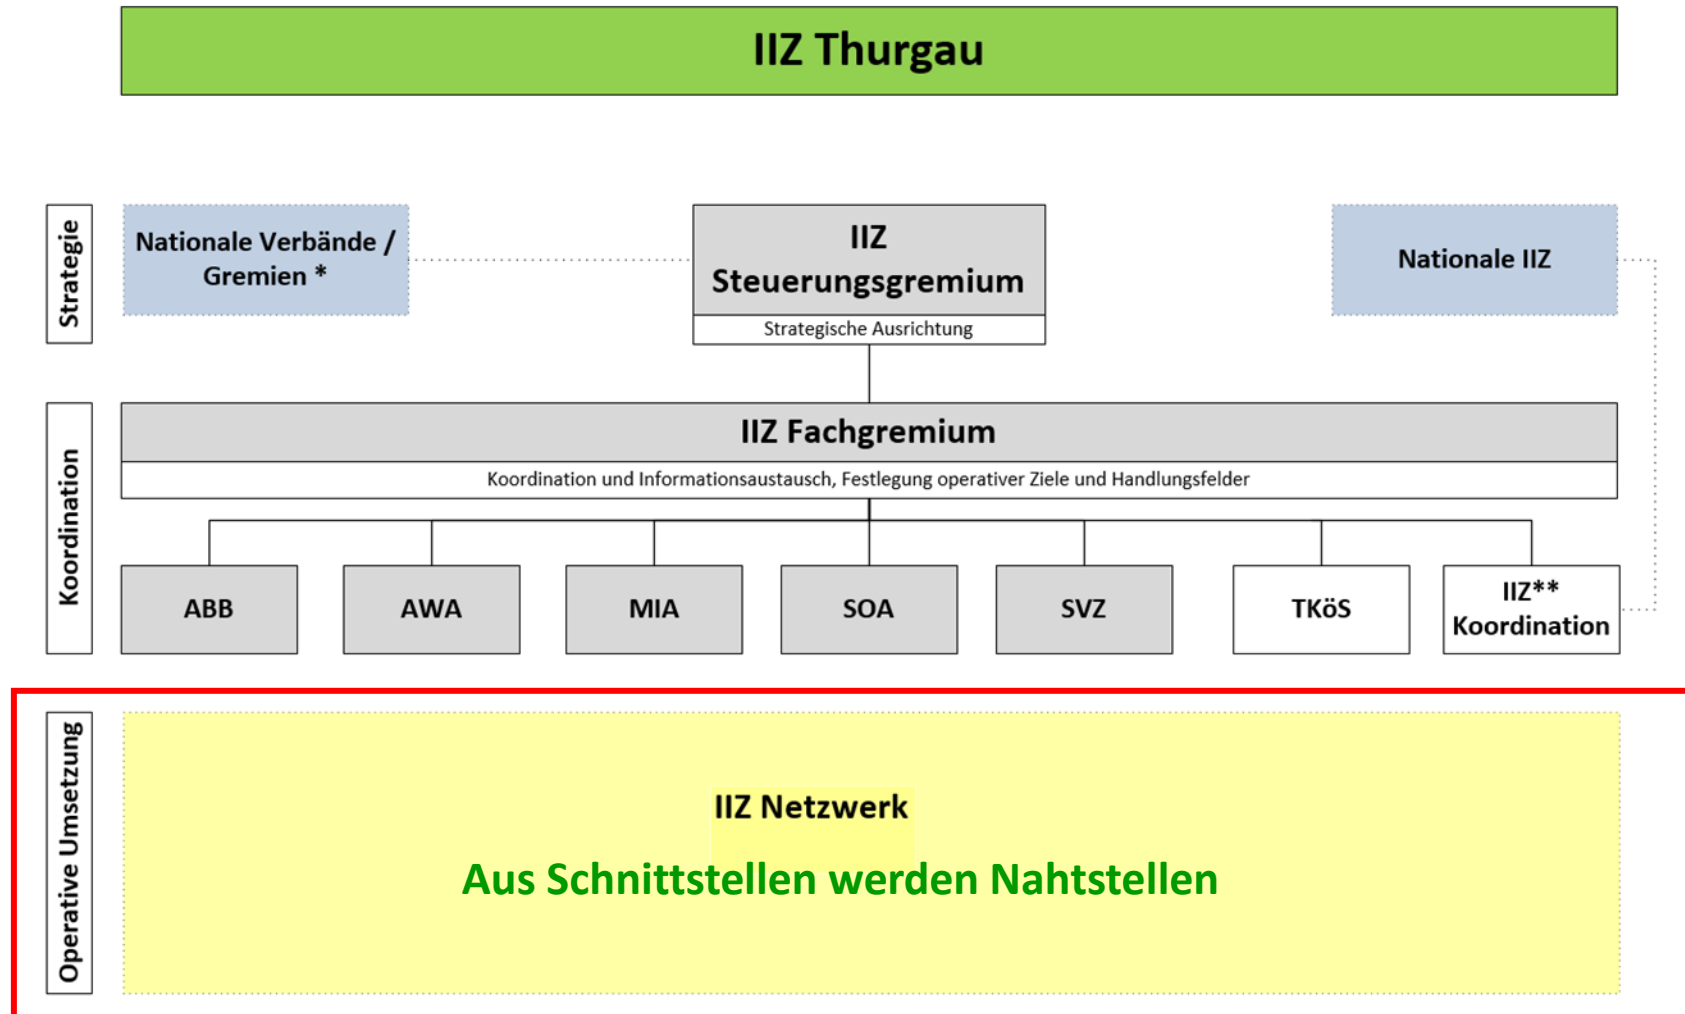 IIZ Thurgau
Strategie
Nationale Verbände /
Gremien *
IIZ
Steuerungsgremium
Strategische Ausrichtung
Nationale IIZ
Koordination
IIZ Fachgremium
Koordination und Informationsaustausch, Festlegung operativer Ziele und Handlungsfelder
ABB
AWA
MIA
SOA
SVZ
TKöS
IIZ**
Koordination
Operative Umsetzung
IIZ Netzwerk
Aus Schnittstellen werden Nahtstellen